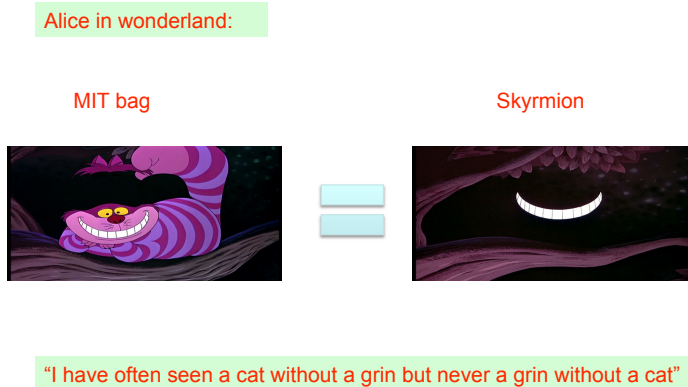 Alice in wonderland:
MIT bag
Skyrmion
“I have often seen a cat without a grin but never a grin without a cat”